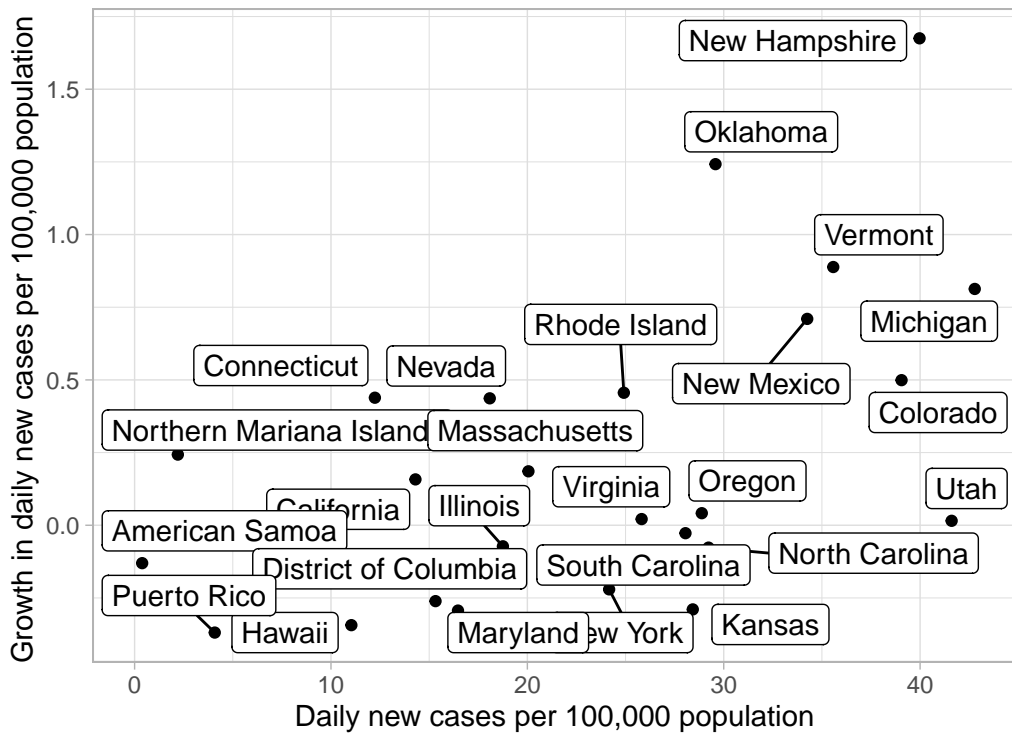 Growth in daily new cases per 100,000 population
1.5
1.0
0.5
0.0
New Hampshire
Oklahoma
Vermont
Rhode Island
Michigan
Connecticut
Nevada
New Mexico
Colorado
Northern Mariana Island
Massachusetts
Virginia
Oregon
Utah
California
Illinois
American Samoa
North Carolina
District of Columbia
South Carolina
Puerto Rico
Hawaii
Maryland
ew York
Kansas
0
10
20
30
40
Daily new cases per 100,000 population